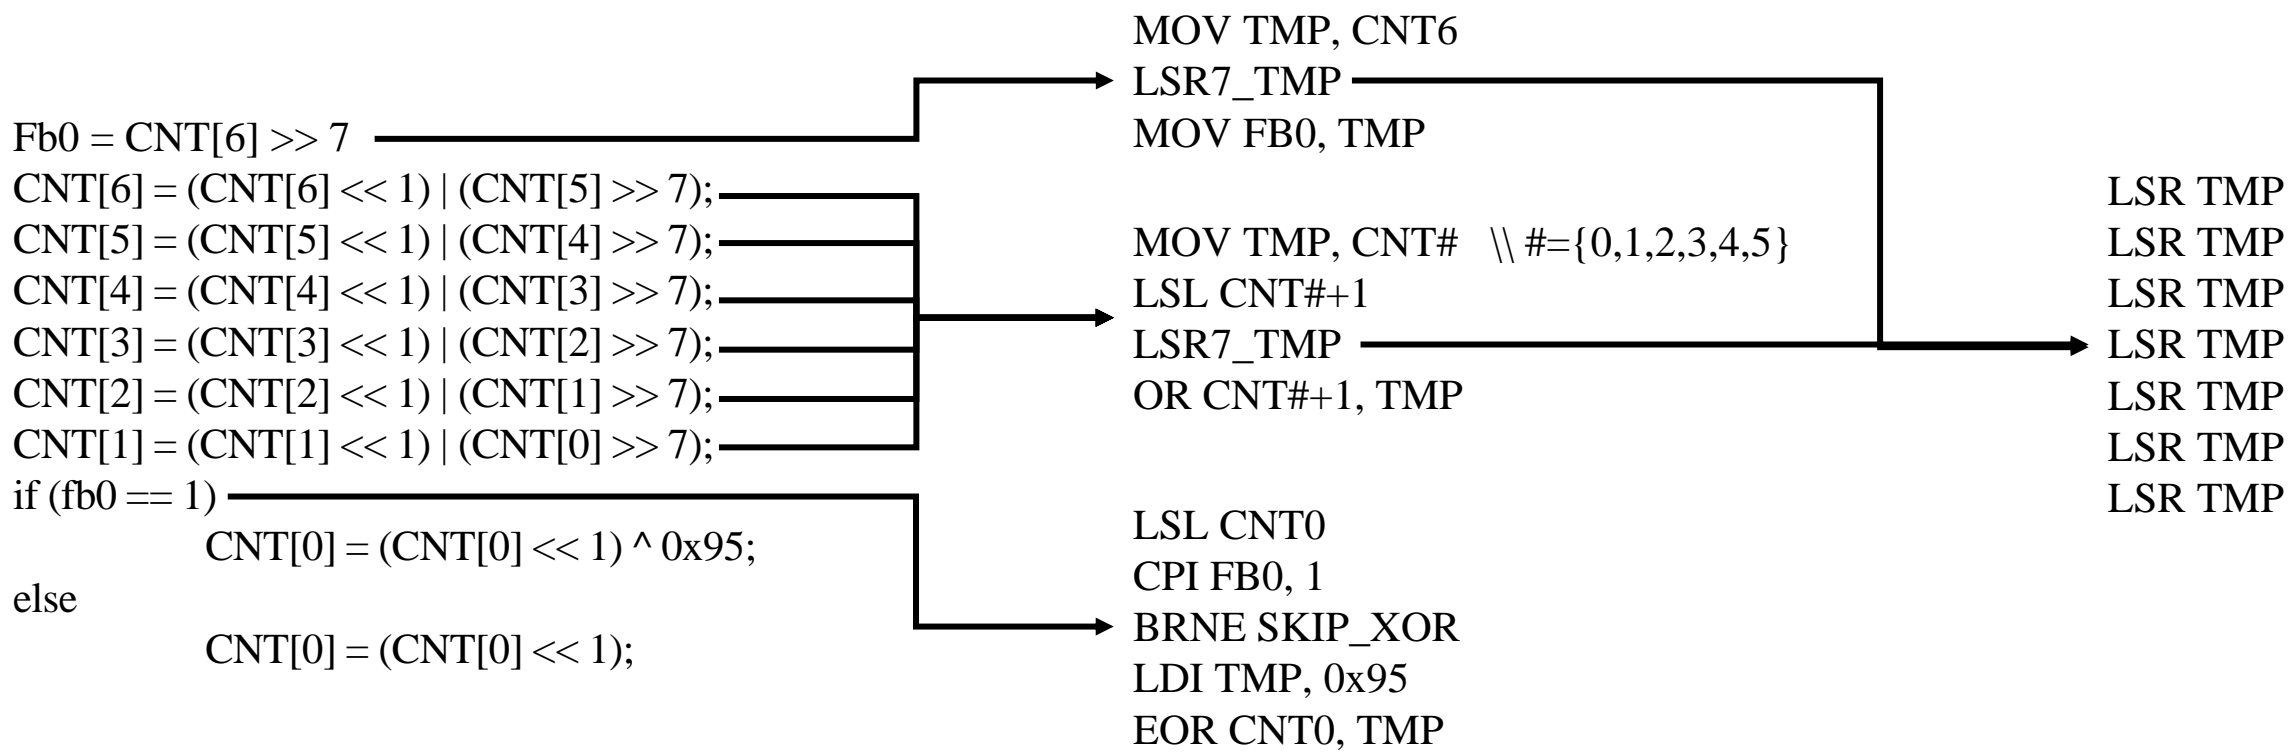 Fb0 = CNT[6] >> 7
CNT[6] = (CNT[6] << 1) | (CNT[5] >> 7);
CNT[5] = (CNT[5] << 1) | (CNT[4] >> 7);
CNT[4] = (CNT[4] << 1) | (CNT[3] >> 7);
CNT[3] = (CNT[3] << 1) | (CNT[2] >> 7);
CNT[2] = (CNT[2] << 1) | (CNT[1] >> 7);
CNT[1] = (CNT[1] << 1) | (CNT[0] >> 7);
if (fb0 == 1)
CNT[0] = (CNT[0] << 1) ^ 0x95;
else
CNT[0] = (CNT[0] << 1);
MOV TMP, CNT6
LSR7_TMP
MOV FB0, TMP
MOV TMP, CNT# \\ #={0,1,2,3,4,5}
LSL CNT#+1
LSR7_TMP
OR CNT#+1, TMP
LSL CNT0
CPI FB0, 1
BRNE SKIP_XOR
LDI TMP, 0x95
EOR CNT0, TMP
LSR TMP
LSR TMP
LSR TMP
LSR TMP
LSR TMP
LSR TMP
LSR TMP